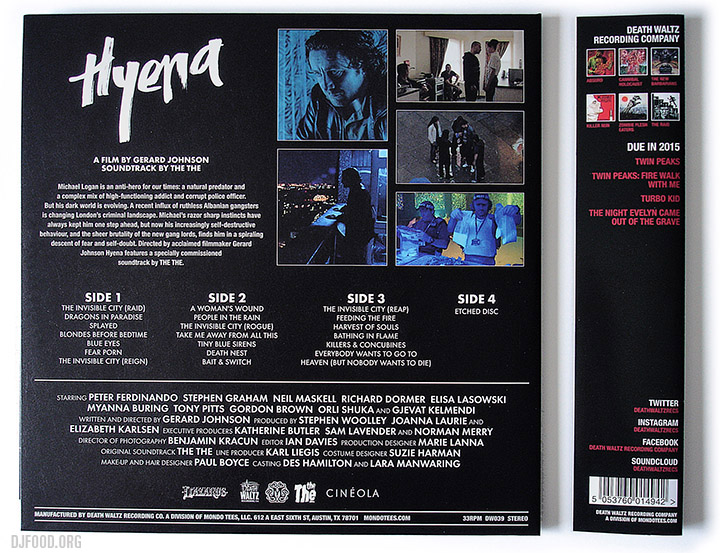 Hyena
A FILM BY GERARD JOHNSON
SOUNDTRACK BY THE THE
Michael Logan is an anti-hero for our times: a natural predator and
a complex mix of high-functioning addict and corrupt police officer.
But his dark world is evolving. A recent influx of ruthless Albanian gangsters
is changing London's criminal landscape. Michael's razor sharp instincts have
always kept him one step ahead, but now his increasingly self-destructive
behaviour, and the sheer brutality of the new gang lords, finds him in a spiraling
descent of fear and self-doubt. Directed by acclaimed filmmaker Gerard
Johnson Hyena features a specially commissioned
soundtrack by THE THE.
SIDE 1
THE INVISIBLE CITY (RAID)
DRAGONS IN PARADISE
SPLAYED
BLONDES BEFORE BEDTIME
BLUE EYES
FEAR PORN
THE INVISIBLE CITY (REIGN)
SIDE 2
A WOMAN'S WOUND
PEOPLE IN THE RAIN
THE INVISIBLE CITY (ROGUE)
TAKE ME AWAY FROM ALL THIS
TINY BLUE SIRENS
DEATH NEST
BAIT & SWITCH
SIDE 3
THE INVISIBLE CITY (REAP)
FEEDING THE FIRE
HARVEST OF SOULS
BATHING IN FLAME
KILLERS & CONCUBINES
EVERYBODY WANTS TO GO TO
HEAVEN (BUT NOBODY WANTS TO DIE)
SIDE 4
ETCHED DISC
STARRING PETER FERDINANDO STEPHEN GRAHAM NEIL MASKELL RICHARD DORMER ELISA LASOWSKI
MYANNA BURING TONY PITTS GORDON BROWN ORLI SHUKA AND GJEVAT KELMENDI
WRITTEN AND DIRECTED BY GERARD JOHNSON PRODUCED BY STEPHEN WOOLLEY JOANNA LAURIE AND
ELIZABETH KARLSEN EXECUTIVE PRODUCERS KATHERINE BUTLER SAM LAVENDER AND NORMAN MERRY
DIRECTOR OF PHOTOGRAPHY BENJAMIN KRACUN EDITOR IAN DAVIES PRODUCTION DESIGNER MARIE LANNA
ORIGINAL SOUNDTRACK THE THE LINE PRODUCER KARL LIEGIS COSTUME DESIGNER SUZIE HARMAN
MAKE-UP AND HAIR DESIGNER PAUL BOYCE CASTING DES HAMILTON AND LARA MANWARING
LAZARUS DEATH WALTZ the The CINÉOLA
MANUFACTURED BY DEATH WALTZ RECORDING CO. A DIVISION OF MONDO TEES, LLC. 612 A EAST SIXTH ST, AUSTIN, TX 78701 MONDOTEES.COM 33RPM DW039 STEREO
DEATH WALTZ
RECORDING COMPANY
ABSURD
CANNIBAL
HOLOCAUST
THE NEW
BARBARIANS
KILLER NUN
ZOMBIE FLESH
EATERS
THE RAID
DUE IN 2015
TWIN PEAKS
TWIN PEAKS: FIRE WALK
WITH ME
TURBO KID
THE NIGHT EVELYN CAME
OUT OF THE GRAVE
TWITTER
DEATHWALTZRECS
INSTAGRAM
DEATHWALTZRECS
FACEBOOK
DEATH WALTZ RECORDING COMPANY
SOUNDCLOUD
DEATHWALTZRECS
5 053760 014942 >
DEATH WALTZ RECORDING COMPANY
A DIVISION OF MONDOTEES.COM
DJFOOD.ORG